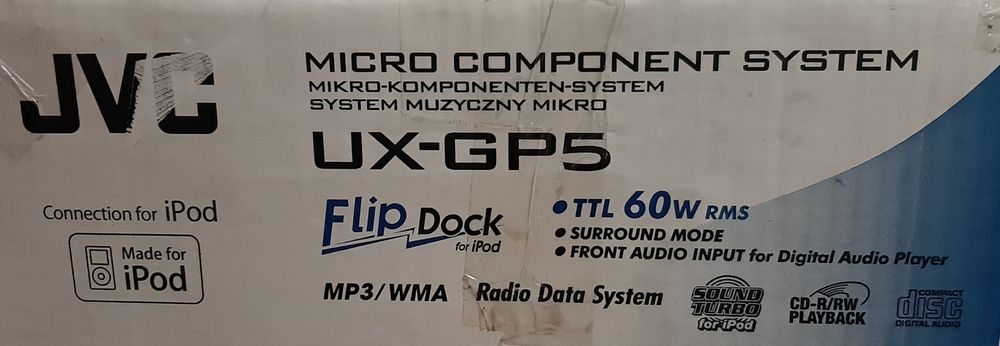 JVC
MICRO COMPONENT SYSTEM
MIKRO-KOMPONENTEN-SYSTEM
SYSTEM MUZYCZNY MIKRO
UX-GP5
Connection for iPod
Made for
iPod
Flip Dock
for iPod
• TTL 60W RMS
• SURROUND MODE
• FRONT AUDIO INPUT for Digital Audio Player
MP3/WMA
Radio Data System
SOUND
TURBO
for iPod
CD-R/RW
PLAYBACK
COMPACT
disc
DIGITAL AUDIO